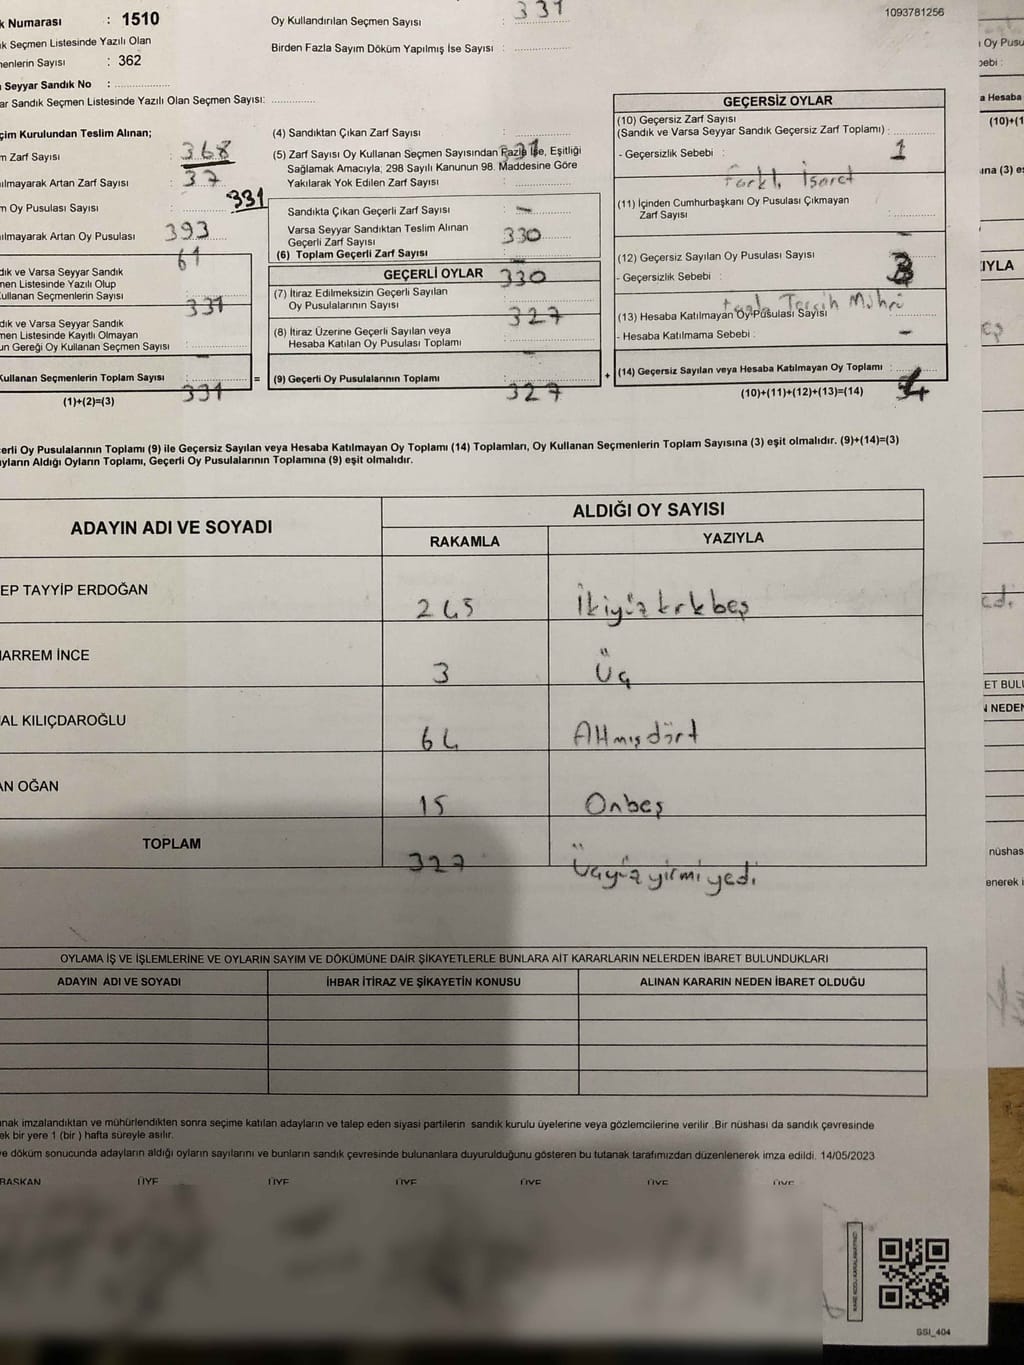 k Numarası : 1510
k Seçmen Listesinde Yazılı Olan
enlerin Sayısı : 362
Seyyar Sandık No :
ar Sandık Seçmen Listesinde Yazılı Olan Seçmen Sayısı:
çim Kurulundan Teslim Alınan;
m Zarf Sayısı : 368
ılmayarak Artan Zarf Sayısı : 37
331
m Oy Pusulası Sayısı : 393
ılmayarak Artan Oy Pusulası : 61
dık ve Varsa Seyyar Sandık
men Listesinde Yazılı Olup
ullanan Seçmenlerin Sayısı : 331
dık ve Varsa Seyyar Sandık
men Listesinde Kayıtlı Olmayan
un Gereği Oy Kullanan Seçmen Sayısı : -
Kullanan Seçmenlerin Toplam Sayısı : 331 =
(1)+(2)=(3)
Oy Kullandırılan Seçmen Sayısı : 331
Birden Fazla Sayım Döküm Yapılmış İse Sayısı :
(4) Sandıktan Çıkan Zarf Sayısı : 331
(5) Zarf Sayısı Oy Kullanan Seçmen Sayısından Fazla İse, Eşitliği
Sağlamak Amacıyla, 298 Sayılı Kanunun 98. Maddesine Göre
Yakılarak Yok Edilen Zarf Sayısı : -
Sandıkta Çıkan Geçerli Zarf Sayısı : 330
Varsa Seyyar Sandıktan Teslim Alınan
Geçerli Zarf Sayısı :
(6) Toplam Geçerli Zarf Sayısı : 330
GEÇERLİ OYLAR
(7) İtiraz Edilmeksizin Geçerli Sayılan
Oy Pusulalarının Sayısı : 327
(8) İtiraz Üzerine Geçerli Sayılan veya
Hesaba Katılan Oy Pusulası Toplamı : -
(9) Geçerli Oy Pusulalarının Toplamı : 327 +
1093781256
GEÇERSİZ OYLAR
(10) Geçersiz Zarf Sayısı
(Sandık ve Varsa Seyyar Sandık Geçersiz Zarf Toplamı) : 1
- Geçersizlik Sebebi : Farklı İşaret
(11) İçinden Cumhurbaşkanı Oy Pusulası Çıkmayan
Zarf Sayısı : -
(12) Geçersiz Sayılan Oy Pusulası Sayısı : 3
- Geçersizlik Sebebi : fazla Tercih Mührü
(13) Hesaba Katılmayan Oy Pusulası Sayısı : -
- Hesaba Katılmama Sebebi :
(14) Geçersiz Sayılan veya Hesaba Katılmayan Oy Toplamı : 4
(10)+(11)+(12)+(13)=(14)
erli Oy Pusulalarının Toplamı (9) ile Geçersiz Sayılan veya Hesaba Katılmayan Oy Toplamı (14) Toplamları, Oy Kullanan Seçmenlerin Toplam Sayısına (3) eşit olmalıdır. (9)+(14)=(3)
yların Aldığı Oyların Toplamı, Geçerli Oy Pusulalarının Toplamına (9) eşit olmalıdır.
ADAYIN ADI VE SOYADI ALDIĞI OY SAYISI
RAKAMLA YAZIYLA
EP TAYYİP ERDOĞAN 245 İkiyüzkırkbeş
ARREM İNCE 3 Üç
AL KILIÇDAROĞLU 64 Altmışdört
AN OĞAN 15 Onbeş
TOPLAM 327 Üçyüzyirmiyedi
OYLAMA İŞ VE İŞLEMLERİNE VE OYLARIN SAYIM VE DÖKÜMÜNE DAİR ŞİKAYETLERLE BUNLARA AİT KARARLARIN NELERDEN İBARET BULUNDUKLARI
ADAYIN ADI VE SOYADI İHBAR İTİRAZ VE ŞİKAYETİN KONUSU ALINAN KARARIN NEDEN İBARET OLDUĞU
anak imzalandıktan ve mühürlendikten sonra seçime katılan adayların ve talep eden siyasi partilerin sandık kurulu üyelerine veya gözlemcilerine verilir .Bir nüshası da sandık çevresinde
ek bir yere 1 (bir ) hafta süreyle asılır.
e döküm sonucunda adayların aldığı oyların sayılarını ve bunların sandık çevresinde bulunanlara duyurulduğunu gösteren bu tutanak tarafımızdan düzenlenerek imza edildi. 14/05/2023
BAŞKAN ÜYE ÜYE ÜYE ÜYE ÜYE ÜYE
SSI_404
Oy Pusu
ebi :
a Hesaba
(10)+(1
ına (3) eş
IYLA
ET BULU
N NEDEN
nüshas
enerek i